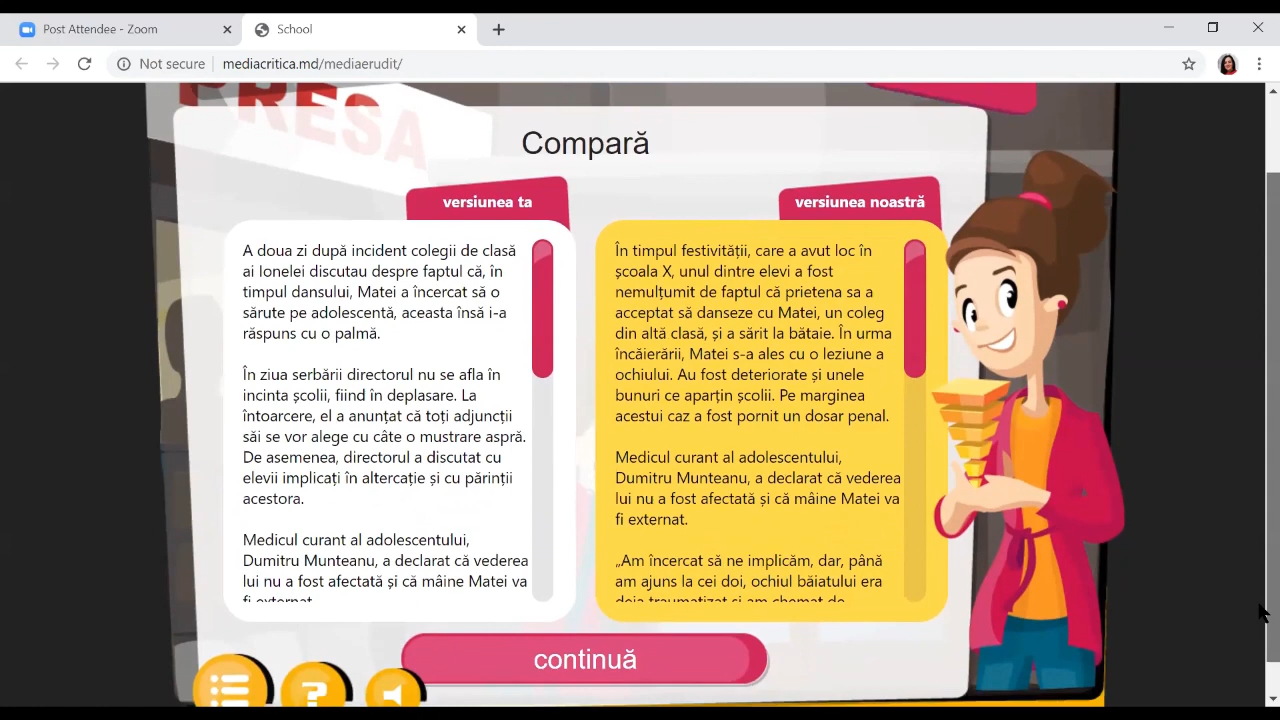 Post Attendee - Zoom
School
Not secure
mediacritica.md/mediaerudit/
PRESA
Compară
versiunea ta
versiunea noastră
A doua zi după incident colegii de clasă
ai Ionelei discutau despre faptul că, în
timpul dansului, Matei a încercat să o
sărute pe adolescentă, aceasta însă i-a
răspuns cu o palmă.
În ziua serbării directorul nu se afla în
incinta școlii, fiind în deplasare. La
întoarcere, el a anunțat că toți adjuncții
săi se vor alege cu câte o mustrare aspră.
De asemenea, directorul a discutat cu
elevii implicați în altercație și cu părinții
acestora.
Medicul curant al adolescentului,
Dumitru Munteanu, a declarat că vederea
lui nu a fost afectată și că mâine Matei va
fi externat.
În timpul festivității, care a avut loc în
școala X, unul dintre elevi a fost
nemulțumit de faptul că prietena sa a
acceptat să danseze cu Matei, un coleg
din altă clasă, și a sărit la bătaie. În urma
încăierării, Matei s-a ales cu o leziune a
ochiului. Au fost deteriorate și unele
bunuri ce aparțin școlii. Pe marginea
acestui caz a fost pornit un dosar penal.
Medicul curant al adolescentului,
Dumitru Munteanu, a declarat că vederea
lui nu a fost afectată și că mâine Matei va
fi externat.
„Am încercat să ne implicăm, dar, până
am ajuns la cei doi, ochiul băiatului era
deja traumatizat și am chemat de
continuă
?